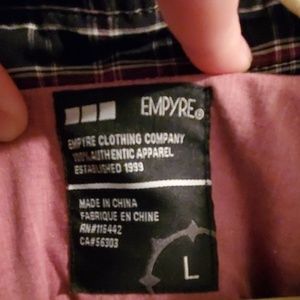 EMPYRE®
EMPYRE CLOTHING COMPANY
100% AUTHENTIC APPAREL
ESTABLISHED 1999
MADE IN CHINA
FABRIQUE EN CHINE
RN#116442
CA#56303
L